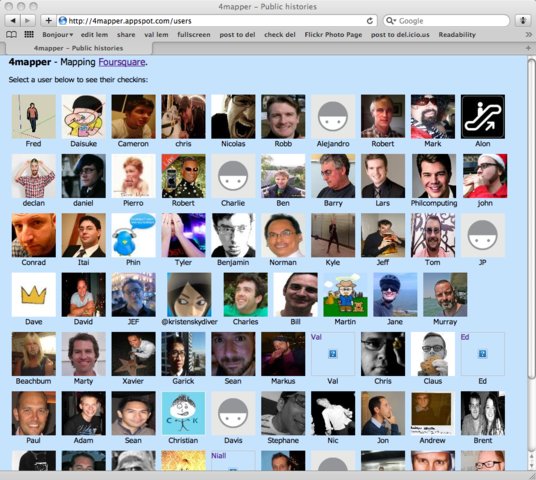 4mapper – Public histories
http://4mapper.appspot.com/users
Google
Bonjour edit lem share val lem fullscreen post to del check del Flickr Photo Page post to del.icio.us Readability
4mapper – Public histories
4mapper - Mapping Foursquare.
Select a user below to see their checkins:
Fred Daisuke Cameron chris Nicolas Robb Alejandro Robert Mark Alon
declan daniel Pierro Robert Charlie Ben Barry Lars Philcomputing john
Conrad Itai Phin Tyler Benjamin Norman Kyle Jeff Tom JP
Dave David JEF @kristenskydiver Charles Bill Martin Jane Murray
Val Ed
Beachbum Marty Xavier Garick Sean Markus Val Chris Claus Ed
C K
Paul Adam Sean Christian Davis Stephane Nic Jon Andrew Brent
Niall